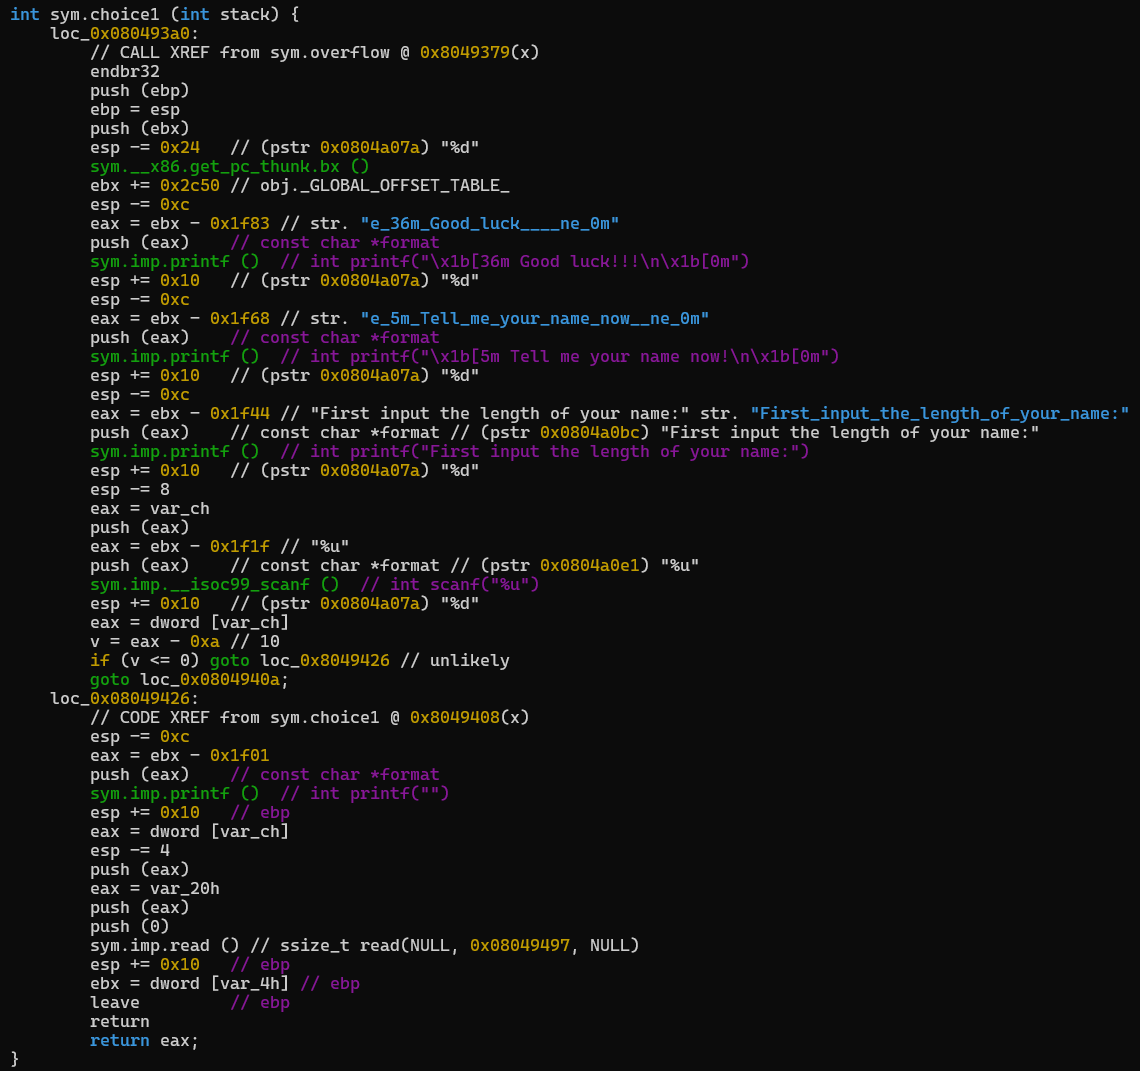 int sym.choice1 (int stack) {
    loc_0x080493a0:
        // CALL XREF from sym.overflow @ 0x8049379(x)
        endbr32
        push (ebp)
        ebp = esp
        push (ebx)
        esp -= 0x24   // (pstr 0x0804a07a) "%d"
        sym.__x86.get_pc_thunk.bx ()
        ebx += 0x2c50 // obj._GLOBAL_OFFSET_TABLE_
        esp -= 0xc
        eax = ebx - 0x1f83 // str. "e_36m_Good_luck____ne_0m"
        push (eax)    // const char *format
        sym.imp.printf ()  // int printf("\x1b[36m Good luck!!!\n\x1b[0m")
        esp += 0x10   // (pstr 0x0804a07a) "%d"
        esp -= 0xc
        eax = ebx - 0x1f68 // str. "e_5m_Tell_me_your_name_now__ne_0m"
        push (eax)    // const char *format
        sym.imp.printf ()  // int printf("\x1b[5m Tell me your name now!\n\x1b[0m")
        esp += 0x10   // (pstr 0x0804a07a) "%d"
        esp -= 0xc
        eax = ebx - 0x1f44 // "First input the length of your name:" str. "First_input_the_length_of_your_name:"
        push (eax)    // const char *format // (pstr 0x0804a0bc) "First input the length of your name:"
        sym.imp.printf ()  // int printf("First input the length of your name:")
        esp += 0x10   // (pstr 0x0804a07a) "%d"
        esp -= 8
        eax = var_ch
        push (eax)
        eax = ebx - 0x1f1f // "%u"
        push (eax)    // const char *format // (pstr 0x0804a0e1) "%u"
        sym.imp.__isoc99_scanf ()  // int scanf("%u")
        esp += 0x10   // (pstr 0x0804a07a) "%d"
        eax = dword [var_ch]
        v = eax - 0xa // 10
        if (v <= 0) goto loc_0x8049426 // unlikely
        goto loc_0x0804940a;
    loc_0x08049426:
        // CODE XREF from sym.choice1 @ 0x8049408(x)
        esp -= 0xc
        eax = ebx - 0x1f01
        push (eax)    // const char *format
        sym.imp.printf ()  // int printf("")
        esp += 0x10   // ebp
        eax = dword [var_ch]
        esp -= 4
        push (eax)
        eax = var_20h
        push (eax)
        push (0)
        sym.imp.read () // ssize_t read(NULL, 0x08049497, NULL)
        esp += 0x10   // ebp
        ebx = dword [var_4h] // ebp
        leave         // ebp
        return
        return eax;
}